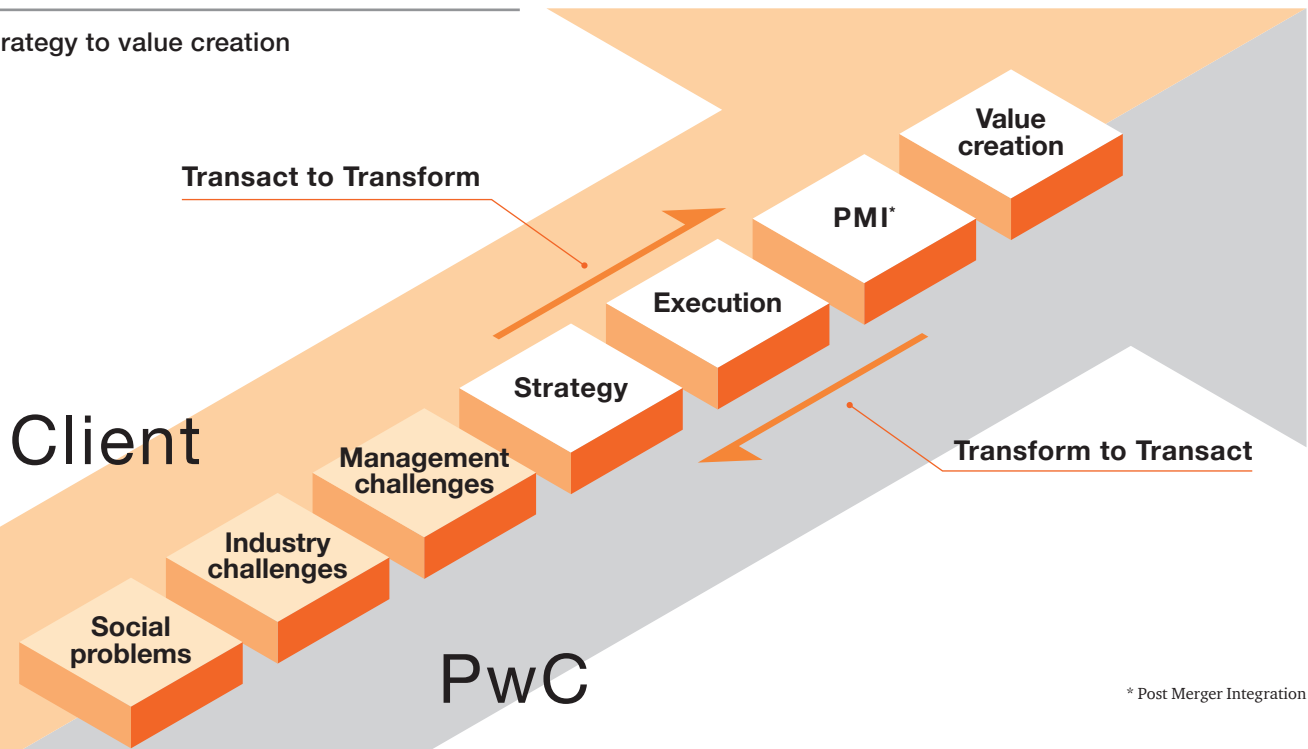 rategy to value creation
Value
creation
Transact to Transform
PMI*
Execution
Strategy
Client
Management
challenges
Transform to Transact
Industry
challenges
Social
problems
PwC
* Post Merger Integration